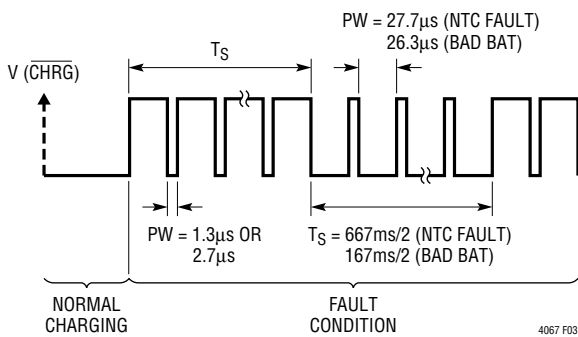 PW = 27.7µs (NTC FAULT)
26.3µs (BAD BAT)
TS
V (CHRG)
PW = 1.3µs OR
2.7µs
TS = 667ms/2 (NTC FAULT)
167ms/2 (BAD BAT)
NORMAL
CHARGING
FAULT
CONDITION
4067 F03